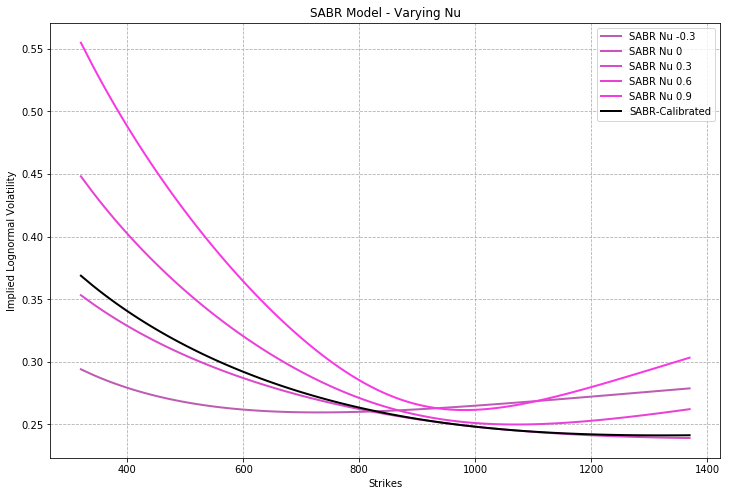 SABR Model - Varying Nu
SABR Nu -0.3
SABR Nu 0
SABR Nu 0.3
SABR Nu 0.6
SABR Nu 0.9
SABR-Calibrated
Implied Lognormal Volatility
0.55
0.50
0.45
0.40
0.35
0.30
0.25
400 600 800 1000 1200 1400
Strikes